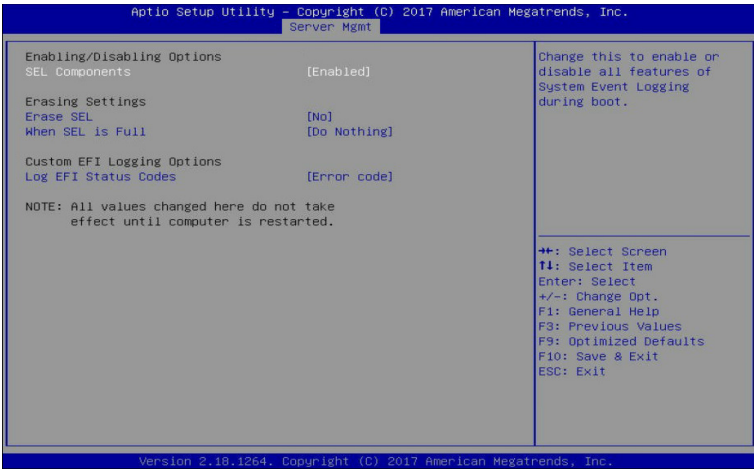 Aptio Setup Utility – Copyright (C) 2017 American Megatrends, Inc.
Server Mgmt
Enabling/Disabling Options
SEL Components [Enabled]
Erasing Settings
Erase SEL [No]
When SEL is Full [Do Nothing]
Custom EFI Logging Options
Log EFI Status Codes [Error code]
NOTE: All values changed here do not take
effect until computer is restarted.
Change this to enable or
disable all features of
System Event Logging
during boot.
→←: Select Screen
↑↓: Select Item
Enter: Select
+/-: Change Opt.
F1: General Help
F3: Previous Values
F9: Optimized Defaults
F10: Save & Exit
ESC: Exit
Version 2.18.1264. Copyright (C) 2017 American Megatrends, Inc.